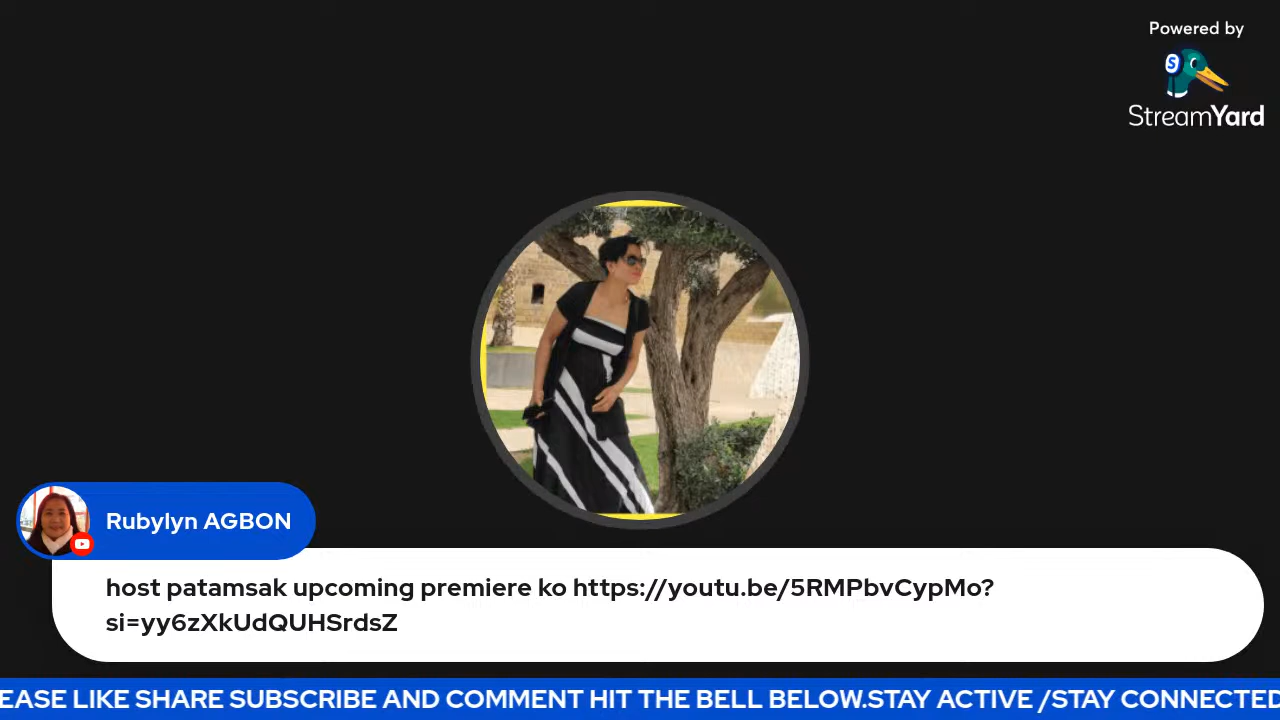 Powered by
S
StreamYard
Rubylyn AGBON
host patamsak upcoming premiere ko https://youtu.be/5RMPbvCypMo?
si=yy6zXkUdQUHSrdsZ
EASE LIKE SHARE SUBSCRIBE AND COMMENT HIT THE BELL BELOW.STAY ACTIVE /STAY CONNECTED